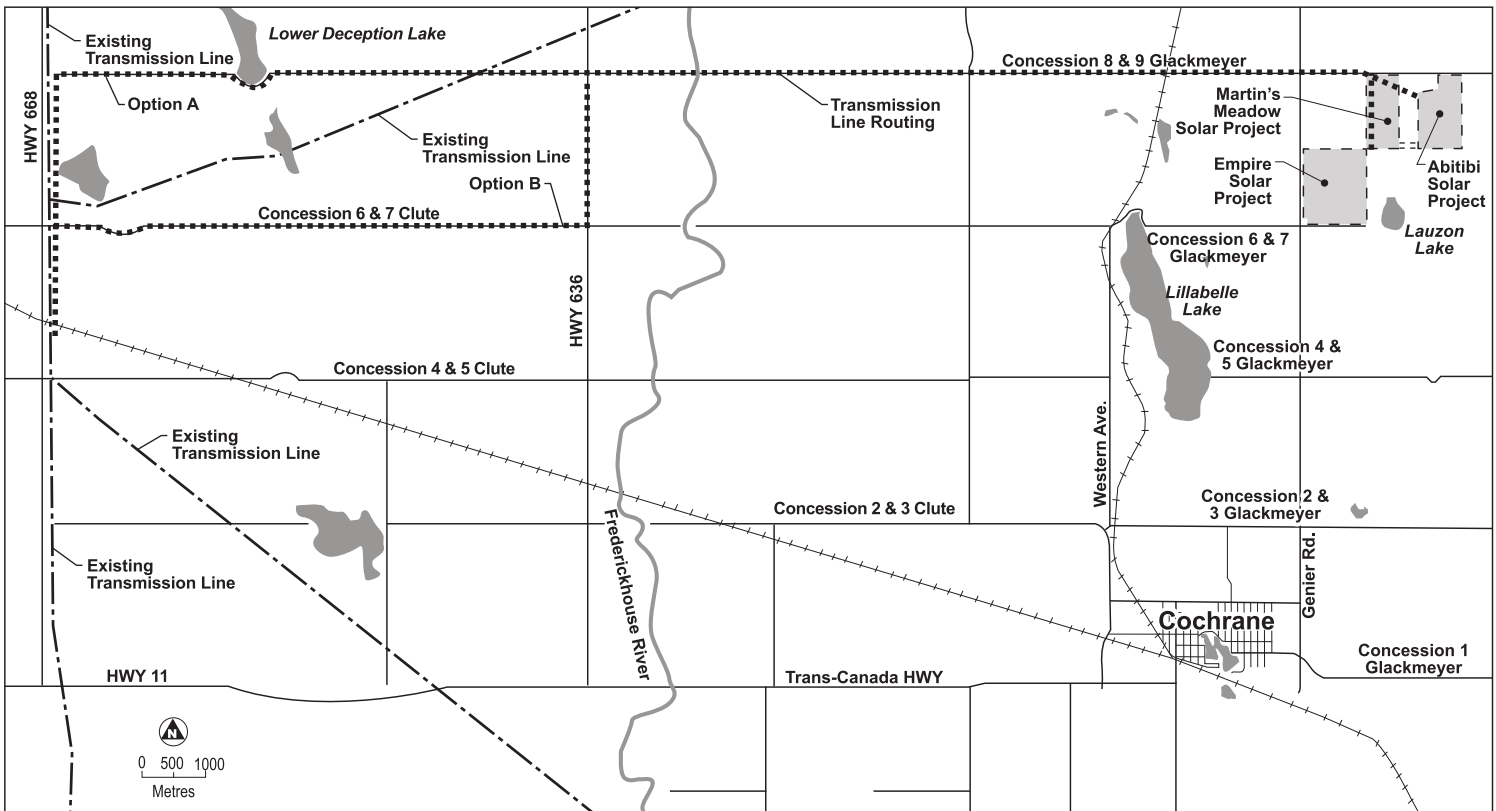 Lower Deception Lake
Existing
Transmission Line
Concession 8 & 9 Glackmeyer
Option A
HWY 668
Transmission
Line Routing
Martin's
Meadow
Solar Project
Existing
Transmission Line
Option B
Empire
Solar
Project
Abitibi
Solar
Project
Concession 6 & 7 Clute
Lauzon
Lake
Concession 6 & 7
Glackmeyer
Lillabelle
Lake
HWY 636
Concession 4 &
5 Glackmeyer
Concession 4 & 5 Clute
Existing
Transmission Line
Western Ave.
Concession 2 &
3 Glackmeyer
Concession 2 & 3 Clute
Frederickhouse River
Genier Rd.
Existing
Transmission Line
Cochrane
Concession 1
Glackmeyer
HWY 11
Trans-Canada HWY
N
0 500 1000
Metres